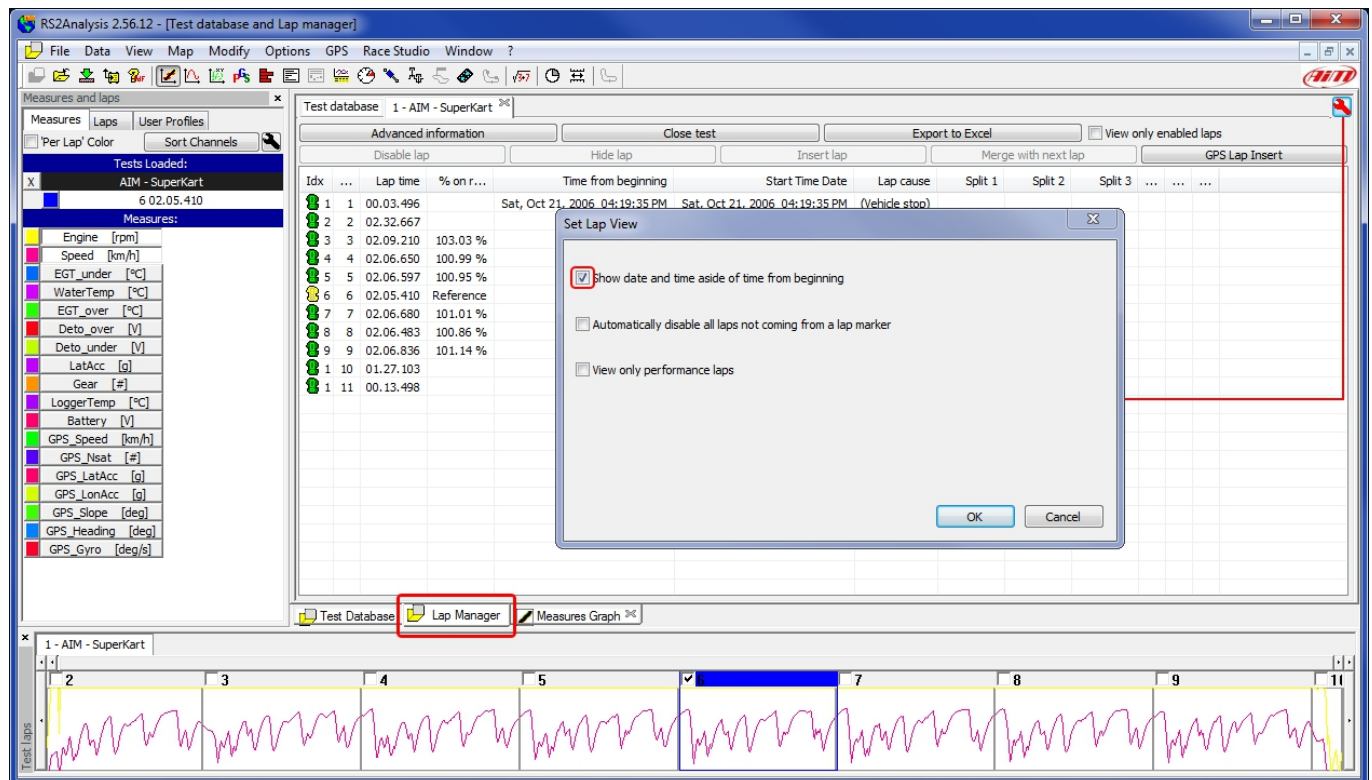 RS2Analysis 2.56.12 - [Test database and Lap manager]
File Data View Map Modify Options GPS Race Studio Window ?
AiM
Measures and laps
Measures Laps User Profiles
'Per Lap' Color Sort Channels
Tests Loaded:
X AIM - SuperKart
6 02.05.410
Measures:
Engine [rpm]
Speed [km/h]
EGT_under [ºC]
WaterTemp [ºC]
EGT_over [ºC]
Deto_over [V]
Deto_under [V]
LatAcc [g]
Gear [#]
LoggerTemp [ºC]
Battery [V]
GPS_Speed [km/h]
GPS_Nsat [#]
GPS_LatAcc [g]
GPS_LonAcc [g]
GPS_Slope [deg]
GPS_Heading [deg]
GPS_Gyro [deg/s]
Test database 1 - AIM - SuperKart
Advanced information Close test Export to Excel View only enabled laps
Disable lap Hide lap Insert lap Merge with next lap GPS Lap Insert
Idx ... Lap time % on r... Time from beginning Start Time Date Lap cause Split 1 Split 2 Split 3 ... ... ...
1 1 00.03.496 Sat, Oct 21, 2006 04:19:35 PM Sat, Oct 21, 2006 04:19:35 PM (Vehicle stop)
2 2 02.32.667
3 3 02.09.210 103.03 %
4 4 02.06.650 100.99 %
5 5 02.06.597 100.95 %
6 6 02.05.410 Reference
7 7 02.06.680 101.01 %
8 8 02.06.483 100.86 %
9 9 02.06.836 101.14 %
1 10 01.27.103
1 11 00.13.498
Set Lap View
Show date and time aside of time from beginning
Automatically disable all laps not coming from a lap marker
View only performance laps
OK Cancel
Test Database Lap Manager Measures Graph
1 - AIM - SuperKart
2 3 4 5 6 7 8 9 11
Test laps